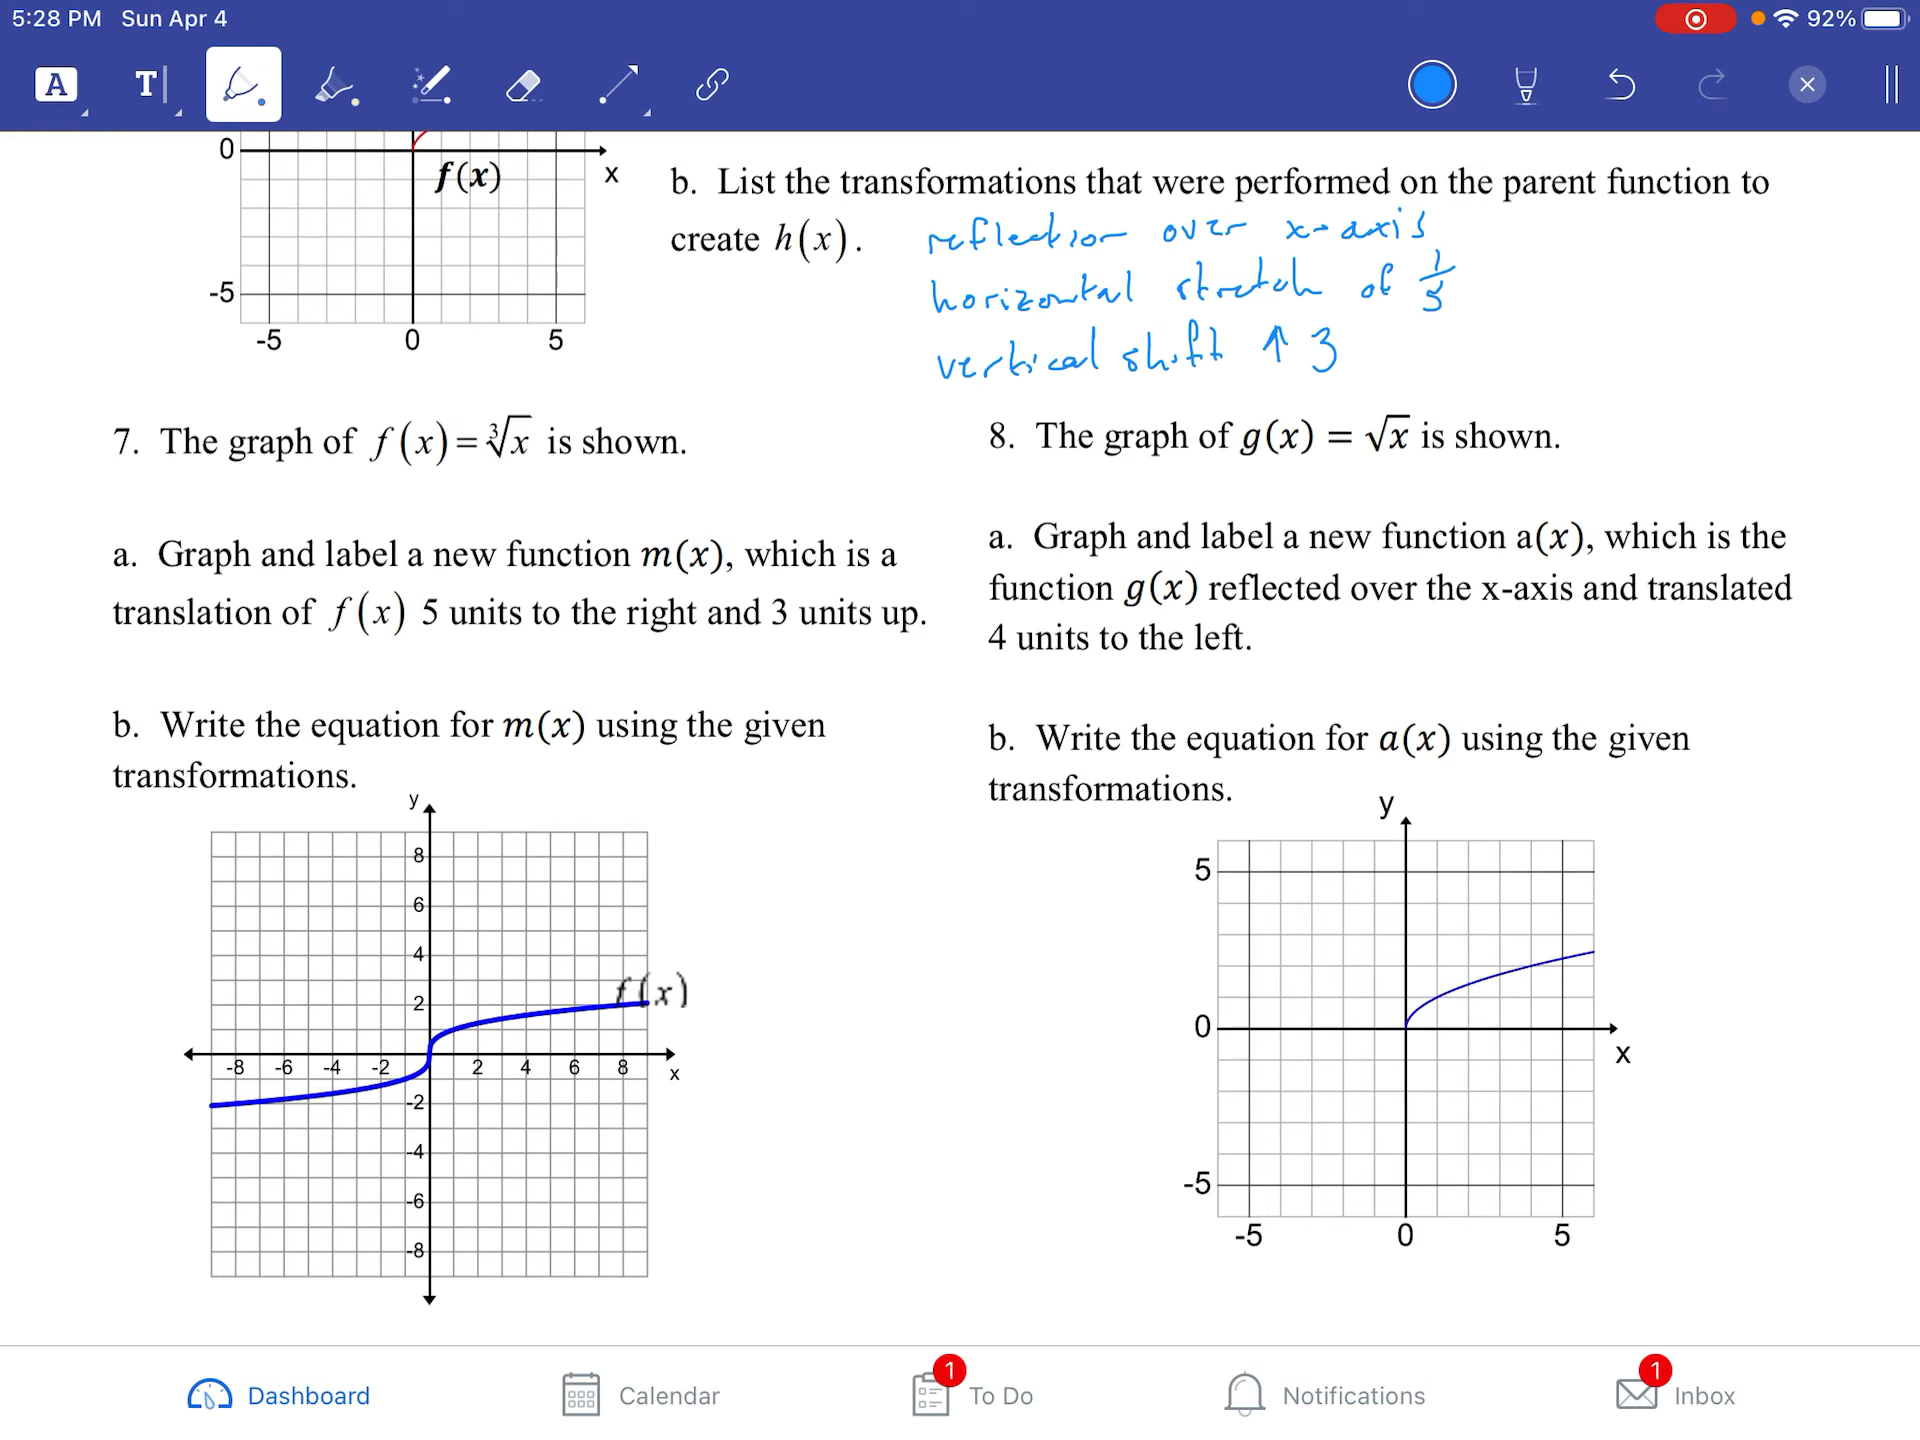 5:28 PM Sun Apr 4
92%
A
T
0
f(x)
x
-5
-5 0 5
b. List the transformations that were performed on the parent function to
create h(x).
reflection over x-axis
horizontal stretch of 1/5
vertical shift ↑ 3
7. The graph of f(x) = ∛x is shown.
a. Graph and label a new function m(x), which is a
translation of f(x) 5 units to the right and 3 units up.
b. Write the equation for m(x) using the given
transformations.
y
8
6
4
2
f(x)
-8 -6 -4 -2 2 4 6 8
x
-2
-4
-6
-8
8. The graph of g(x) = √x is shown.
a. Graph and label a new function a(x), which is the
function g(x) reflected over the x-axis and translated
4 units to the left.
b. Write the equation for a(x) using the given
transformations.
y
5
0
x
-5
-5 0 5
Dashboard
Calendar
1
To Do
Notifications
1
Inbox